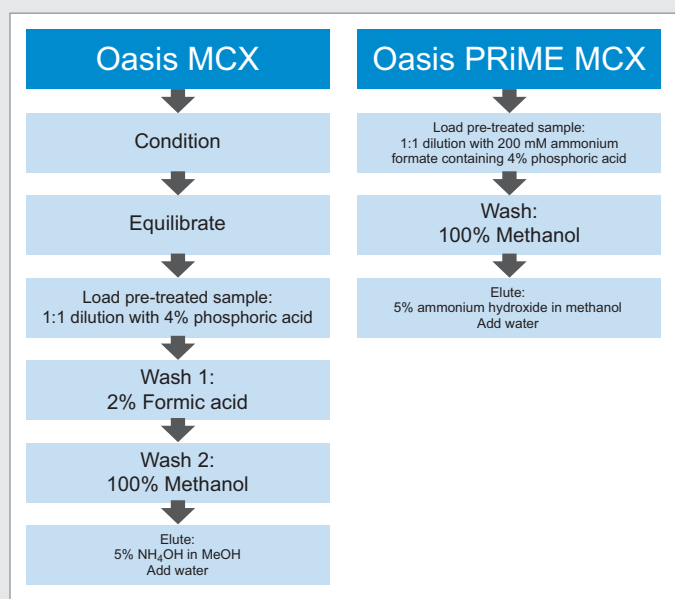 Oasis MCX
Condition
Equilibrate
Load pre-treated sample:
1:1 dilution with 4% phosphoric acid
Wash 1:
2% Formic acid
Wash 2:
100% Methanol
Elute:
5% NH₄OH in MeOH
Add water
Oasis PRiME MCX
Load pre-treated sample:
1:1 dilution with 200 mM ammonium
formate containing 4% phosphoric acid
Wash:
100% Methanol
Elute:
5% ammonium hydroxide in methanol
Add water